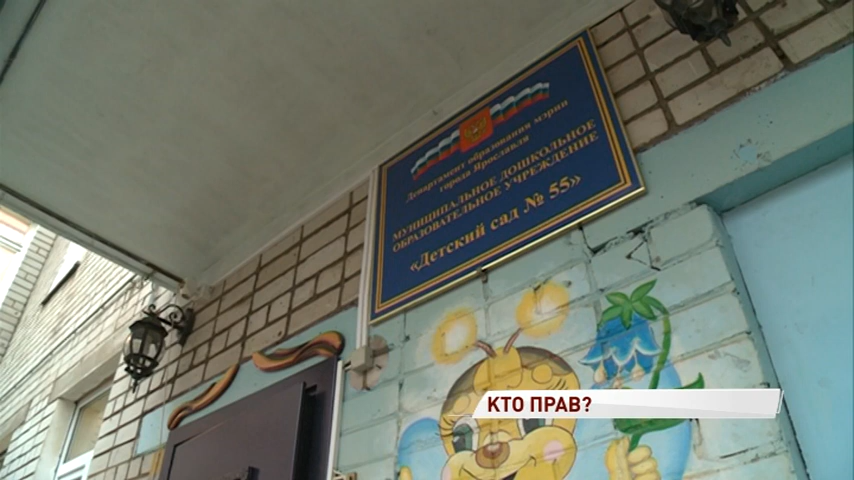 Департамент образования мэрии
города Ярославля
МУНИЦИПАЛЬНОЕ ДОШКОЛЬНОЕ
ОБРАЗОВАТЕЛЬНОЕ УЧРЕЖДЕНИЕ
«Детский сад № 55»
КТО ПРАВ?